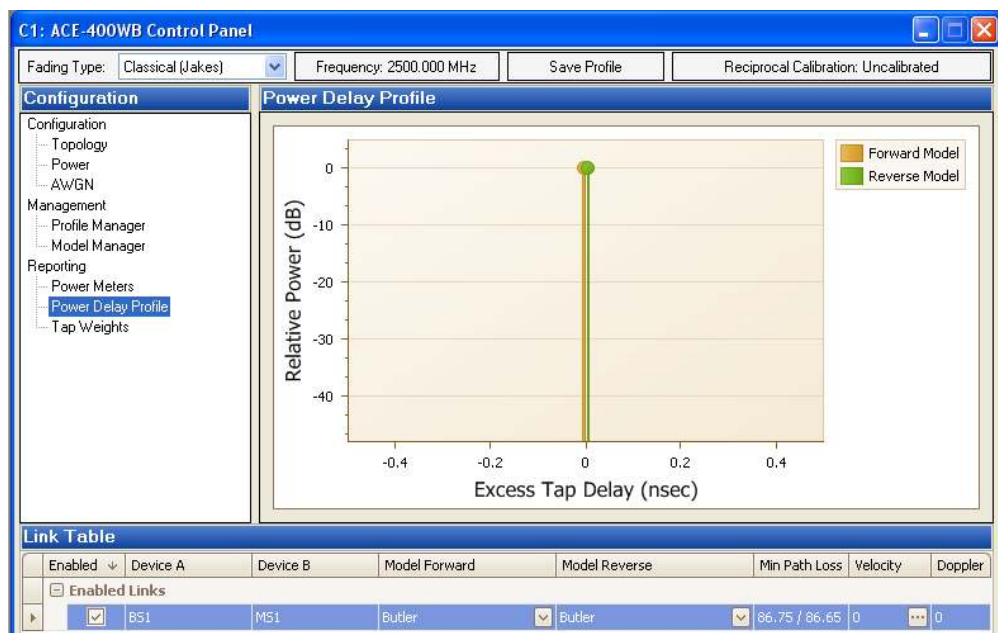 C1: ACE-400WB Control Panel
Fading Type: Classical (Jakes) Frequency: 2500.000 MHz Save Profile Reciprocal Calibration: Uncalibrated
Configuration
Configuration
Topology
Power
AWGN
Management
Profile Manager
Model Manager
Reporting
Power Meters
Power Delay Profile
Tap Weights
Power Delay Profile
Relative Power (dB)
0
-10
-20
-30
-40
-0.4 -0.2 0 0.2 0.4
Excess Tap Delay (nsec)
Forward Model
Reverse Model
Link Table
Enabled Device A Device B Model Forward Model Reverse Min Path Loss Velocity Doppler
Enabled Links
BS1 MS1 Butler Butler 86.75 / 86.65 0 ... 0